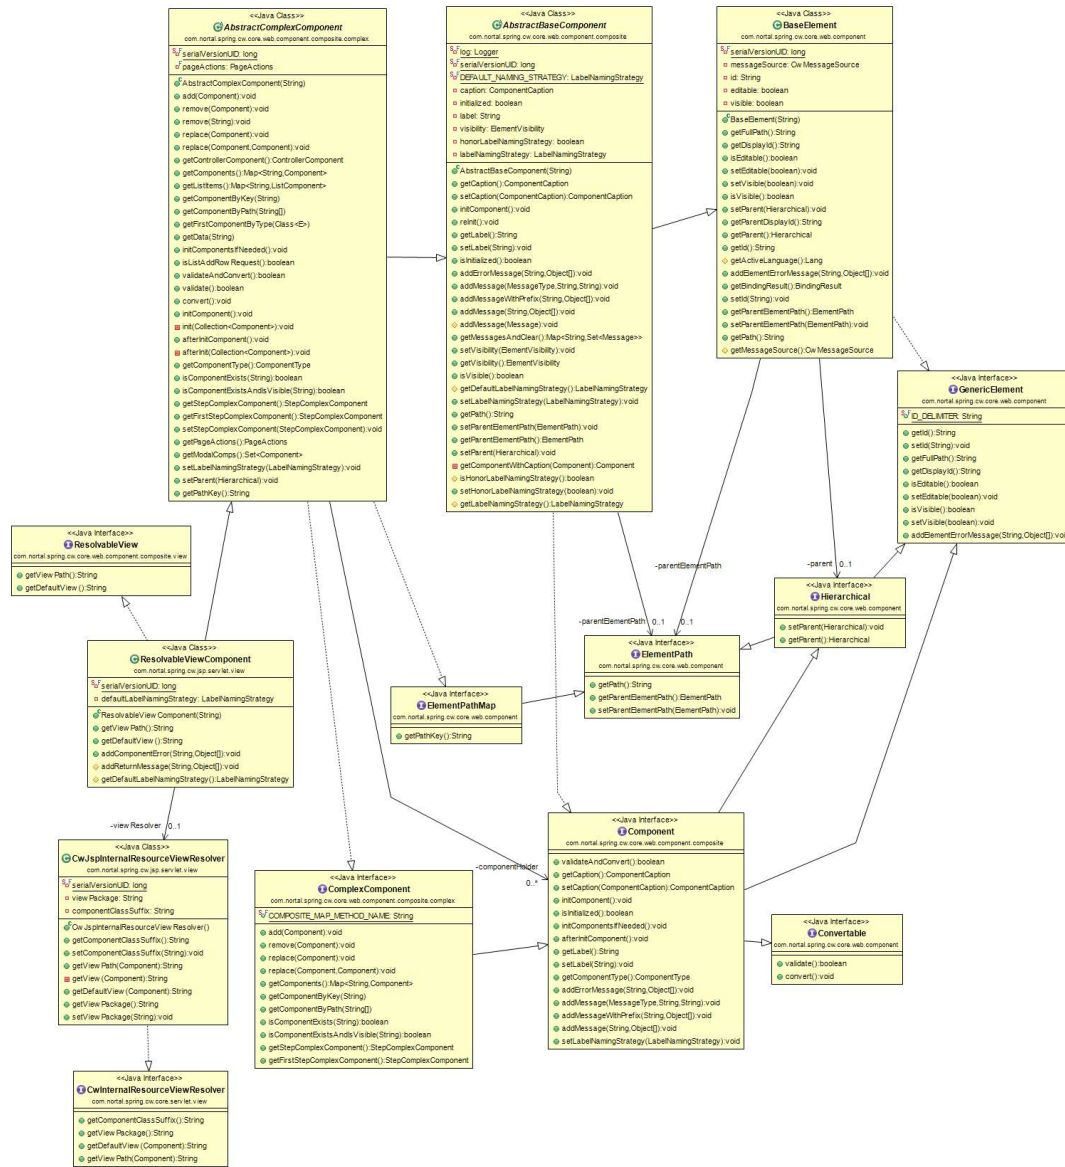 <<Java Class>>
AbstractComplexComponent
com.nortal.spring.cw.core.web.component.composite.complex
serialVersionUID: long
pageActions: PageActions
AbstractComplexComponent(String)
add(Component):void
remove(Component):void
remove(String):void
replace(Component):void
replace(Component,Component):void
getControllerComponent():ControllerComponent
getComponents():Map<String,Component>
getListItems():Map<String,ListComponent>
getComponentByKey(String)
getComponentByPath(String[])
getFirstComponentByType(Class<E>)
getData(String)
initComponentsIfNeeded():void
isListAddRowRequest():boolean
validateAndConvert():boolean
validate():boolean
convert():void
initComponent():void
init(Collection<Component>):void
afterInitComponent():void
afterInit(Collection<Component>):void
getComponentType():ComponentType
isComponentExists(String):boolean
isComponentExistsAndIsVisible(String):boolean
getStepComplexComponent():StepComplexComponent
getFirstStepComplexComponent():StepComplexComponent
setStepComplexComponent(StepComplexComponent):void
getPageActions():PageActions
getModalComps():Set<Component>
setLabelNamingStrategy(LabelNamingStrategy):void
setParent(Hierarchical):void
getPathKey():String
<<Java Class>>
AbstractBaseComponent
com.nortal.spring.cw.core.web.component.composite
log: Logger
serialVersionUID: long
DEFAULT_NAMING_STRATEGY: LabelNamingStrategy
caption: ComponentCaption
initialized: boolean
label: String
visibility: ElementVisibility
honorLabelNamingStrategy: boolean
labelNamingStrategy: LabelNamingStrategy
AbstractBaseComponent(String)
getCaption():ComponentCaption
setCaption(ComponentCaption):ComponentCaption
initComponent():void
reInit():void
getLabel():String
setLabel(String):void
isInitialized():boolean
addErrorMessage(String,Object[]):void
addMessage(MessageType,String,String):void
addMessageWithPrefix(String,Object[]):void
addMessage(String,Object[]):void
addMessage(Message):void
getMessagesAndClear():Map<String,Set<Message>>
setVisibility(ElementVisibility):void
getVisibility():ElementVisibility
isVisible():boolean
getDefaultLabelNamingStrategy():LabelNamingStrategy
setLabelNamingStrategy(LabelNamingStrategy):void
getPath():String
setParentElementPath(ElementPath):void
getParentElementPath():ElementPath
setParent(Hierarchical):void
getComponentWithCaption(Component):Component
isHonorLabelNamingStrategy():boolean
setHonorLabelNamingStrategy(boolean):void
getLabelNamingStrategy():LabelNamingStrategy
<<Java Class>>
BaseElement
com.nortal.spring.cw.core.web.component
serialVersionUID: long
messageSource: CwMessageSource
id: String
editable: boolean
visible: boolean
BaseElement(String)
getFullPath():String
getDisplayId():String
isEditable():boolean
setEditable(boolean):void
setVisible(boolean):void
isVisible():boolean
setParent(Hierarchical):void
getParentDisplayId():String
getParent():Hierarchical
getId():String
getActiveLanguage():Lang
addElementErrorMessage(String,Object[]):void
getBindingResult():BindingResult
setId(String):void
getParentElementPath():ElementPath
setParentElementPath(ElementPath):void
getPath():String
getMessageSource():CwMessageSource
<<Java Interface>>
GenericElement
com.nortal.spring.cw.core.web.component
ID_DELIMITER: String
getId():String
setId(String):void
getFullPath():String
getDisplayId():String
isEditable():boolean
setEditable(boolean):void
isVisible():boolean
setVisible(boolean):void
addElementErrorMessage(String,Object[]):void
<<Java Interface>>
ResolvableView
com.nortal.spring.cw.core.web.component.composite.view
getViewPath():String
getDefaultView():String
-parentElementPath
-parent 0..1
<<Java Interface>>
Hierarchical
com.nortal.spring.cw.core.web.component
setParent(Hierarchical):void
getParent():Hierarchical
-parentElementPath 0..1 0..1
<<Java Interface>>
ElementPath
com.nortal.spring.cw.core.web.component
getPath():String
getParentElementPath():ElementPath
setParentElementPath(ElementPath):void
<<Java Class>>
ResolvableViewComponent
com.nortal.spring.cw.jsp.servlet.view
serialVersionUID: long
defaultLabelNamingStrategy: LabelNamingStrategy
ResolvableViewComponent(String)
getViewPath():String
getDefaultView():String
addComponentError(String,Object[]):void
addReturnMessage(String,Object[]):void
getDefaultLabelNamingStrategy():LabelNamingStrategy
<<Java Interface>>
ElementPathMap
com.nortal.spring.cw.core.web.component
getPathKey():String
-viewResolver 0..1
<<Java Class>>
CwJspInternalResourceViewResolver
com.nortal.spring.cw.jsp.servlet.view
serialVersionUID: long
viewPackage: String
componentClassSuffix: String
CwJspInternalResourceViewResolver()
getComponentClassSuffix():String
setComponentClassSuffix(String):void
getViewPath(Component):String
getView(Component):String
getDefaultView(Component):String
getViewPackage():String
setViewPackage(String):void
<<Java Interface>>
Component
com.nortal.spring.cw.core.web.component.composite
validateAndConvert():boolean
getCaption():ComponentCaption
setCaption(ComponentCaption):ComponentCaption
initComponent():void
isInitialized():boolean
initComponentsIfNeeded():void
afterInitComponent():void
getLabel():String
setLabel(String):void
getComponentType():ComponentType
addErrorMessage(String,Object[]):void
addMessage(MessageType,String,String):void
addMessageWithPrefix(String,Object[]):void
addMessage(String,Object[]):void
setLabelNamingStrategy(LabelNamingStrategy):void
-componentHolder
0..*
<<Java Interface>>
ComplexComponent
com.nortal.spring.cw.core.web.component.composite.complex
COMPOSITE_MAP_METHOD_NAME: String
add(Component):void
remove(Component):void
replace(Component):void
replace(Component,Component):void
getComponents():Map<String,Component>
getComponentByKey(String)
getComponentByPath(String[])
isComponentExists(String):boolean
isComponentExistsAndIsVisible(String):boolean
getStepComplexComponent():StepComplexComponent
getFirstStepComplexComponent():StepComplexComponent
<<Java Interface>>
Convertable
com.nortal.spring.cw.core.web.component
validate():boolean
convert():void
<<Java Interface>>
CwInternalResourceViewResolver
com.nortal.spring.cw.core.servlet.view
getComponentClassSuffix():String
getViewPackage():String
getDefaultView(Component):String
getViewPath(Component):String